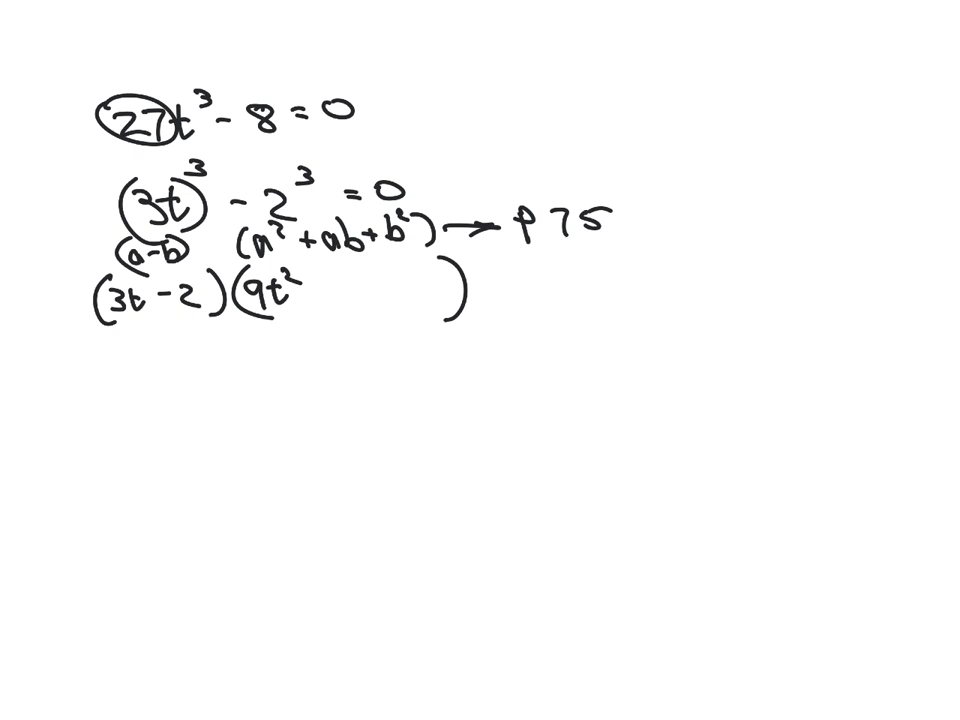 27t³ - 8 = 0
(3t)³ - 2³ = 0
(a-b) (a² + ab + b²) → P 75
(3t - 2)(9t² )